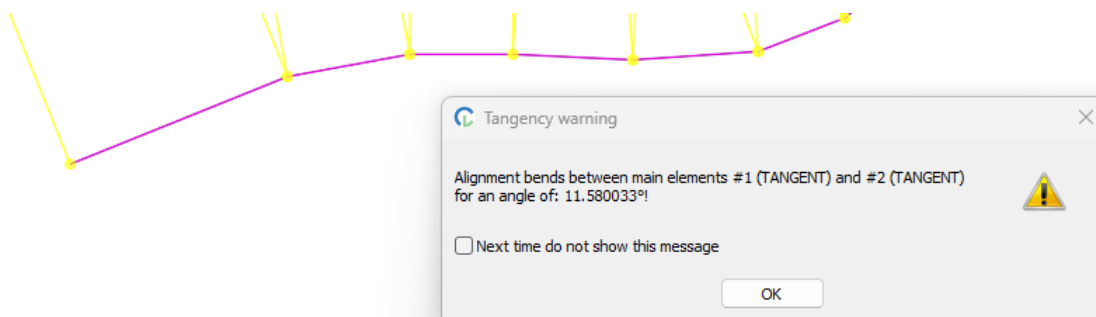 Tangency warning
Alignment bends between main elements #1 (TANGENT) and #2 (TANGENT)
for an angle of: 11.580033°!
Next time do not show this message
OK